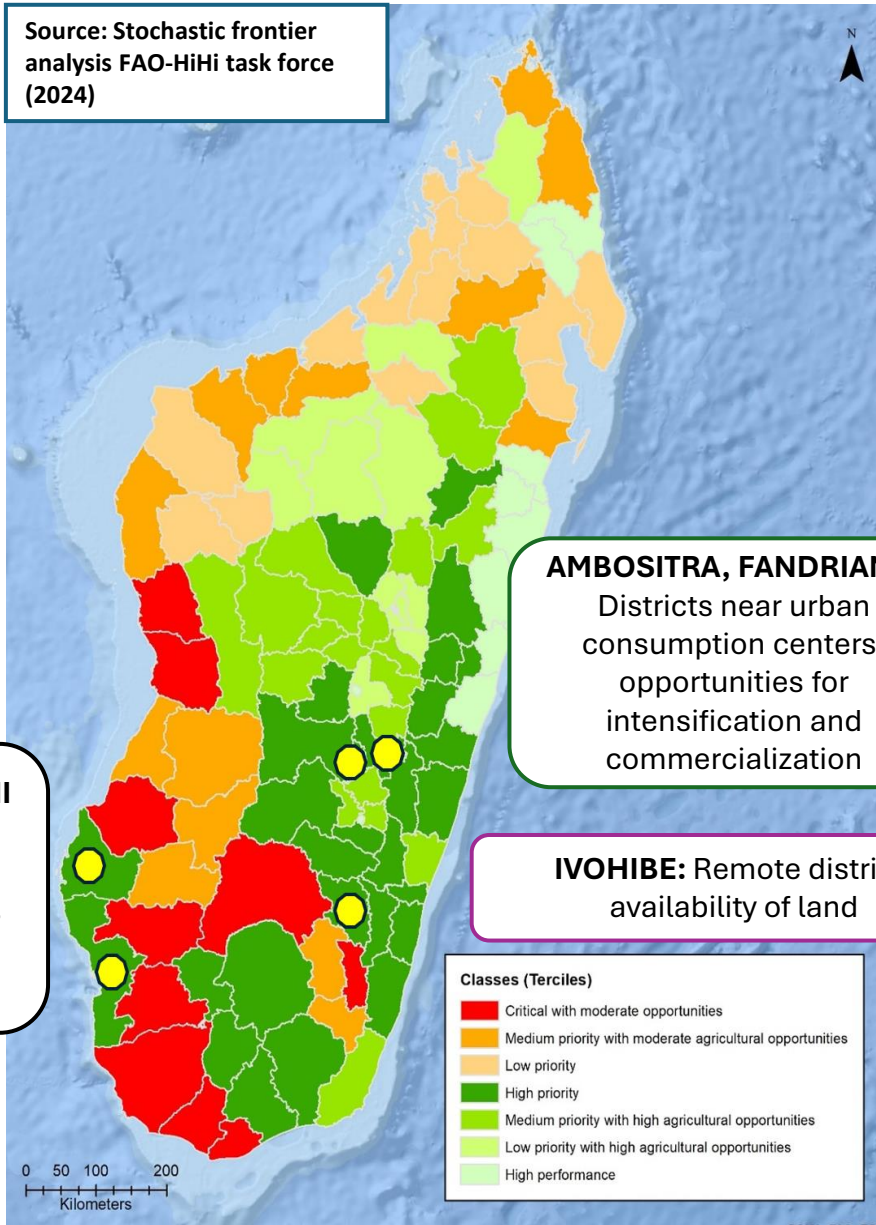 Source: Stochastic frontier
analysis FAO-HiHi task force
(2024)
N
AMBOSITRA, FANDRIAN
Districts near urban
consumption centers
opportunities for
intensification and
commercialization
IVOHIBE: Remote distri
availability of land
Classes (Terciles)
Critical with moderate opportunities
Medium priority with moderate agricultural opportunities
Low priority
High priority
Medium priority with high agricultural opportunities
Low priority with high agricultural opportunities
High performance
0 50 100 200
Kilometers